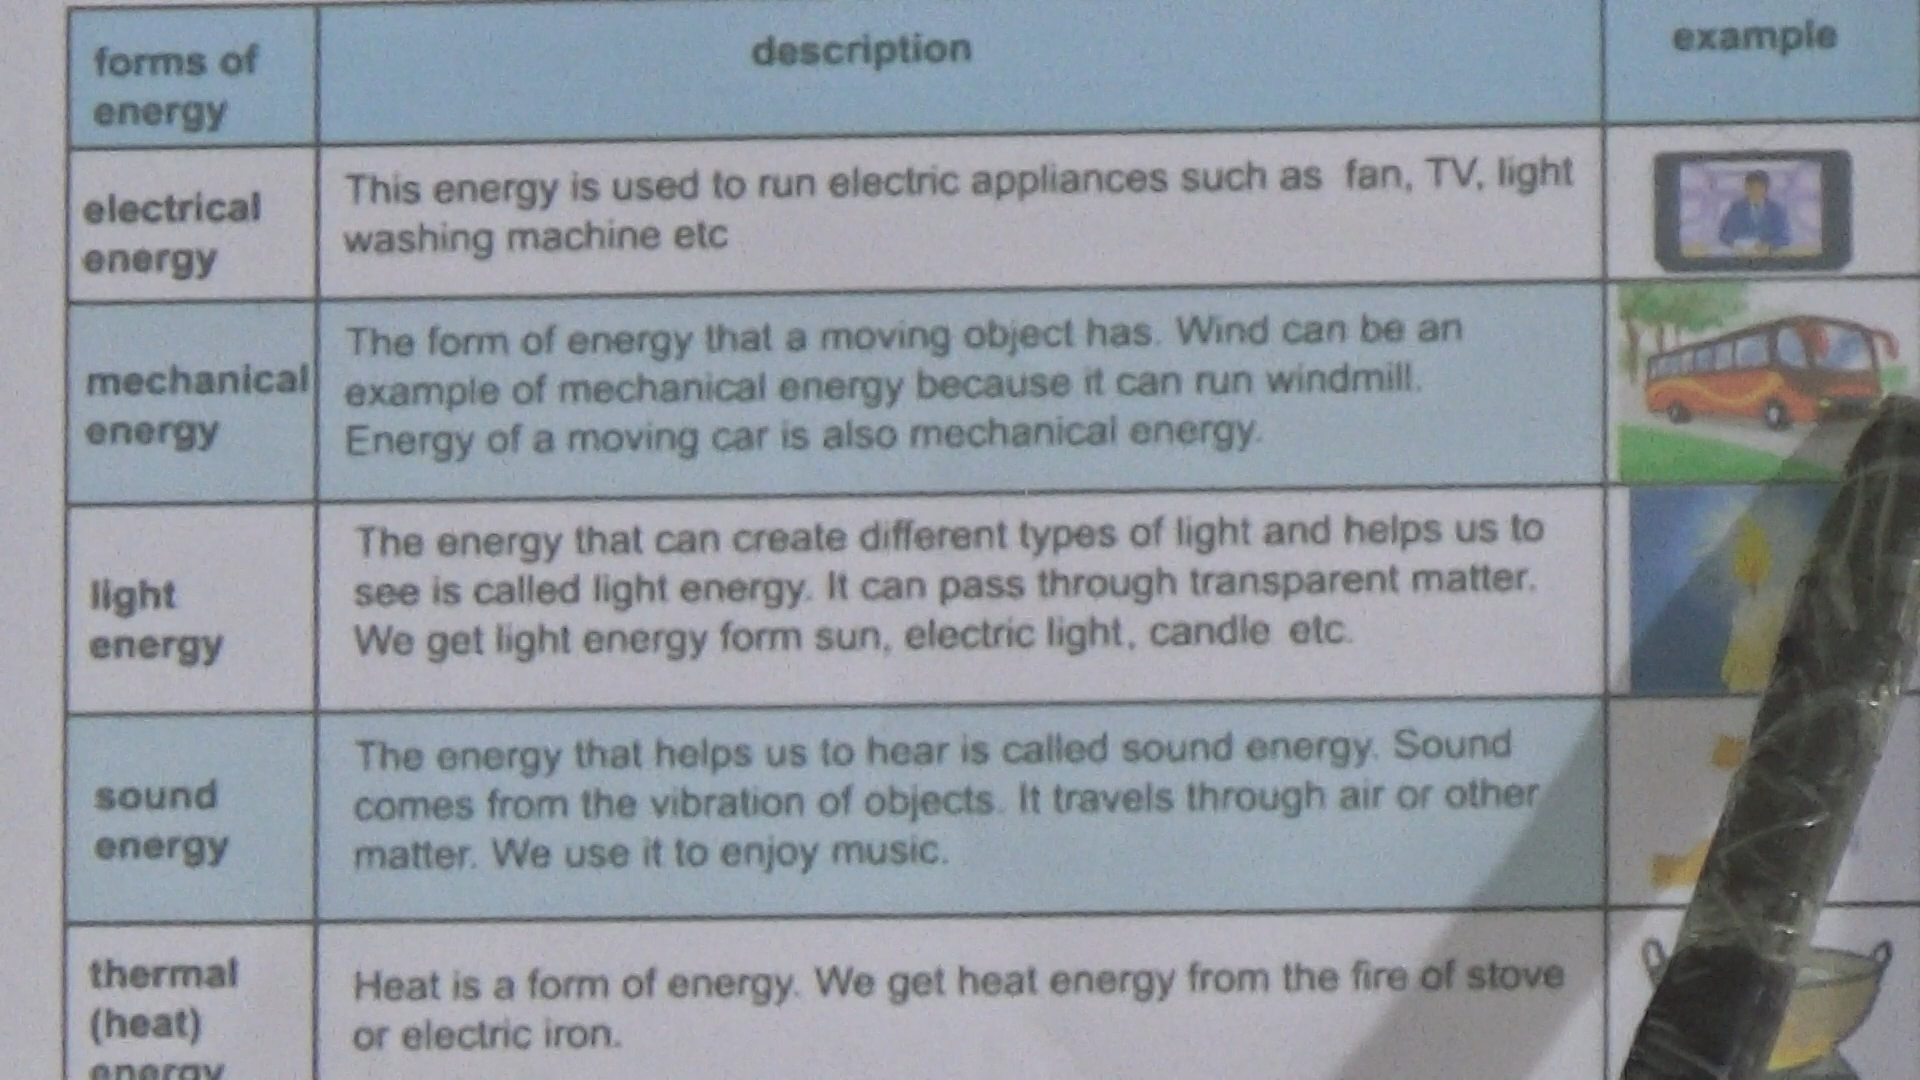 forms of
energy
description
example
electrical
energy
This energy is used to run electric appliances such as fan, TV, light
washing machine etc
mechanical
energy
The form of energy that a moving object has. Wind can be an
example of mechanical energy because it can run windmill.
Energy of a moving car is also mechanical energy.
light
energy
The energy that can create different types of light and helps us to
see is called light energy. It can pass through transparent matter.
We get light energy form sun, electric light, candle etc.
sound
energy
The energy that helps us to hear is called sound energy. Sound
comes from the vibration of objects. It travels through air or other
matter. We use it to enjoy music.
thermal
(heat)
energy
Heat is a form of energy. We get heat energy from the fire of stove
or electric iron.